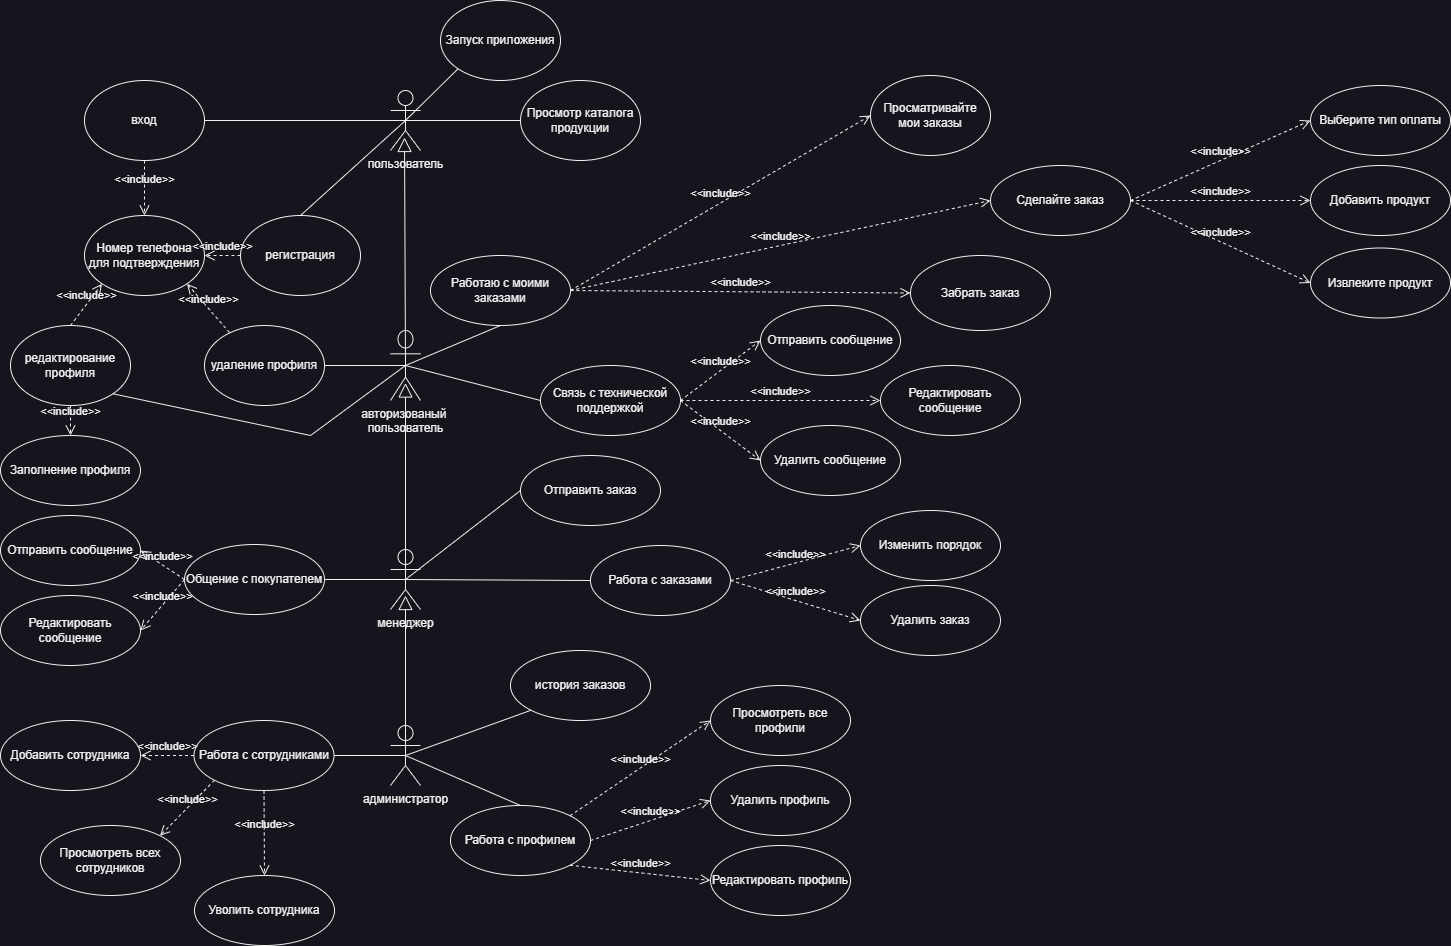 Запуск приложения
вход
Просмотр каталога
продукции
пользователь
<<include>>
Номер телефона
для подтверждения
<<include>>
регистрация
<<include>>
<<include>>
редактирование
профиля
удаление профиля
<<include>>
Заполнение профиля
Просматривайте
мои заказы
<<include>>
Сделайте заказ
<<include>>
Выберите тип оплаты
<<include>>
Добавить продукт
<<include>>
Извлеките продукт
<<include>>
Работаю с моими
заказами
<<include>>
Забрать заказ
авторизованый
пользователь
Связь с технической
поддержкой
<<include>>
Отправить сообщение
<<include>>
Редактировать
сообщение
<<include>>
Удалить сообщение
Отправить заказ
Отправить сообщение
<<include>>
Общение с покупателем
<<include>>
Редактировать
сообщение
менеджер
Работа с заказами
<<include>>
Изменить порядок
<<include>>
Удалить заказ
история заказов
Добавить сотрудника
<<include>>
Работа с сотрудниками
<<include>>
<<include>>
Просмотреть всех
сотрудников
Уволить сотрудника
администратор
Работа с профилем
<<include>>
Просмотреть все
профили
<<include>>
Удалить профиль
<<include>>
Редактировать профиль